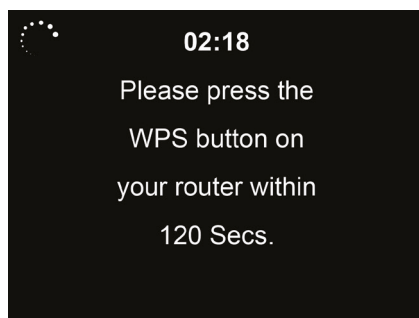 02:18
Please press the
WPS button on
your router within
120 Secs.